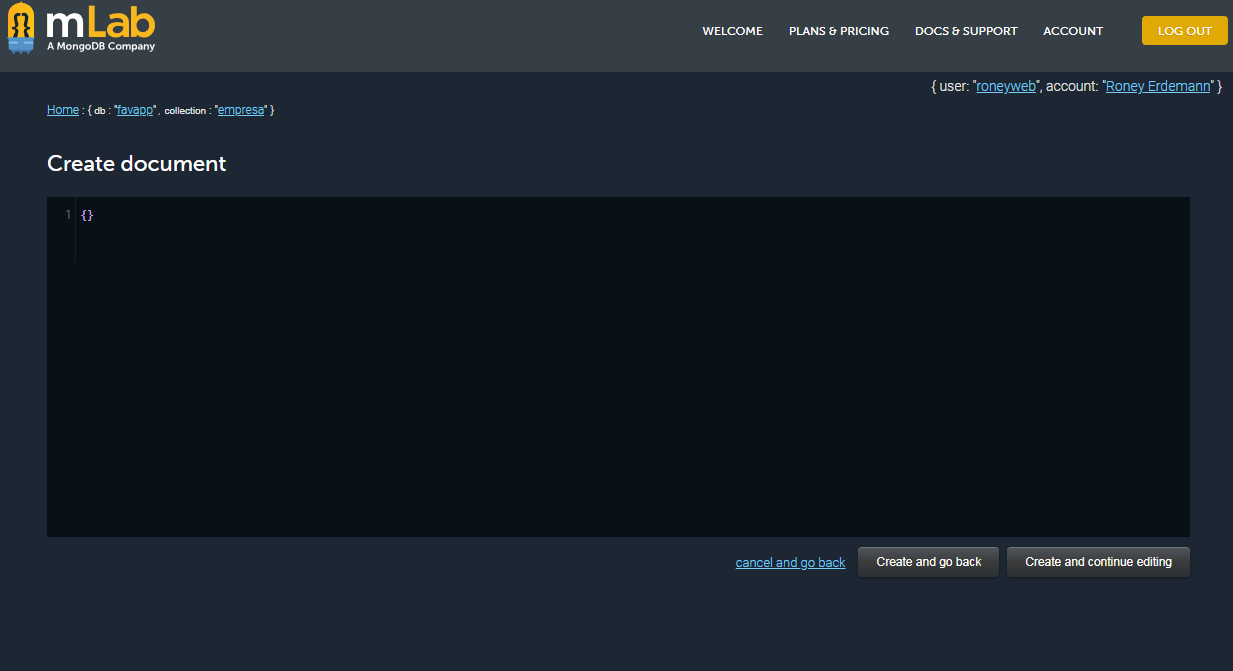 mLab
A MongoDB Company
WELCOME PLANS & PRICING DOCS & SUPPORT ACCOUNT LOG OUT
{ user: "roneyweb", account: "Roney Erdemann" }
Home : { db : "favapp", collection : "empresa" }
Create document
1 {}
cancel and go back Create and go back Create and continue editing